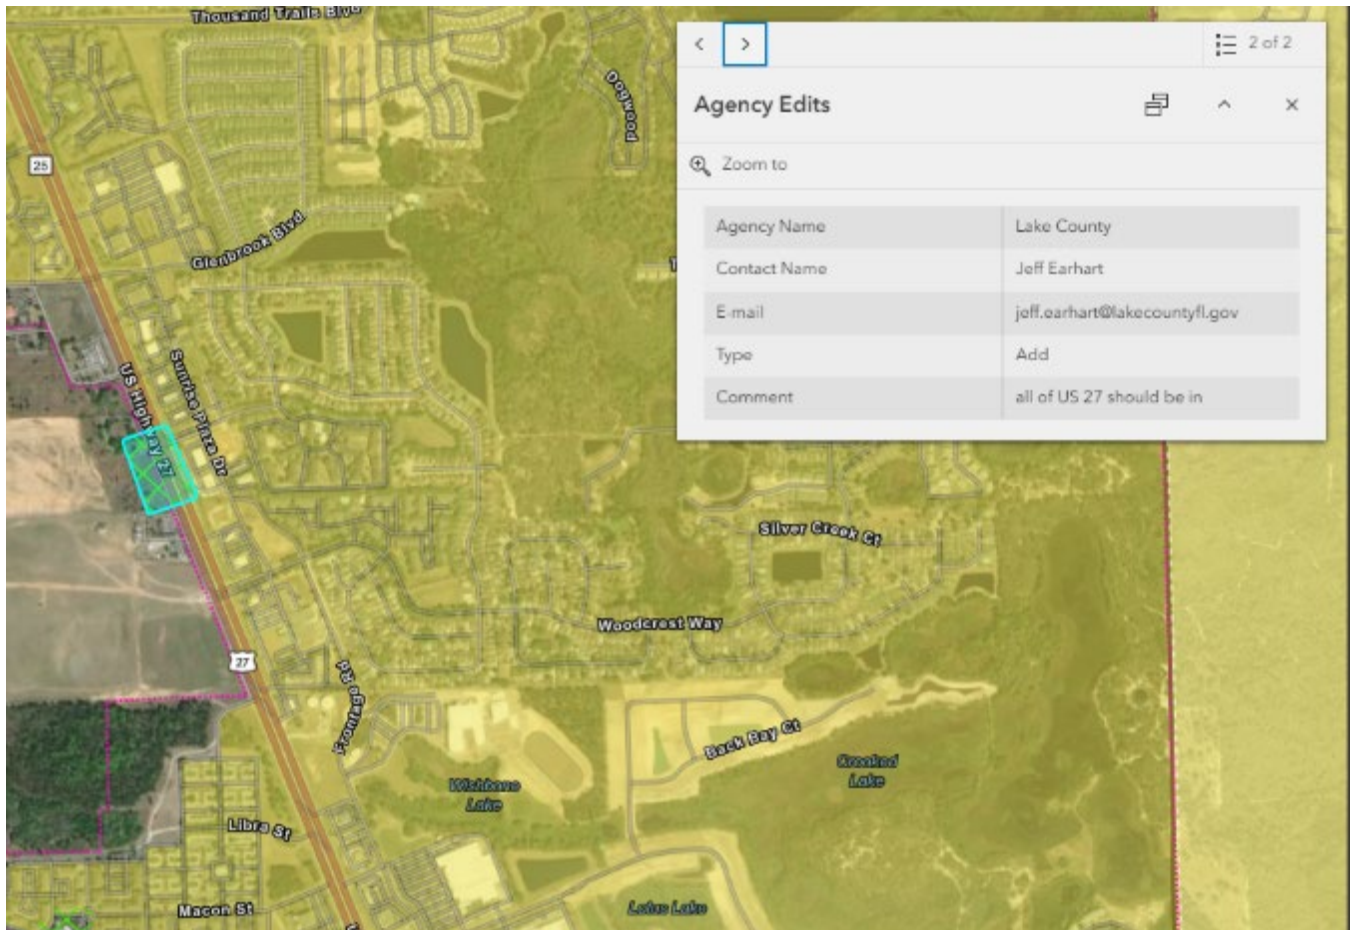 Thousand Trails Blvd
2 of 2
Agency Edits
Zoom to
Agency Name Lake County
Contact Name Jeff Earhart
E-mail jeff.earhart@lakecountyfl.gov
Type Add
Comment all of US 27 should be in
Dogwood
25
Glenbrook Blvd
US Highway 27
Sunrise Plaza Dr
Silver Creek Ct
Woodcrest Way
27
Frontage Rd
Back Bay Ct
Crooked
Lake
Wishbone
Lake
Libra St
Macon St
Lotus Lake